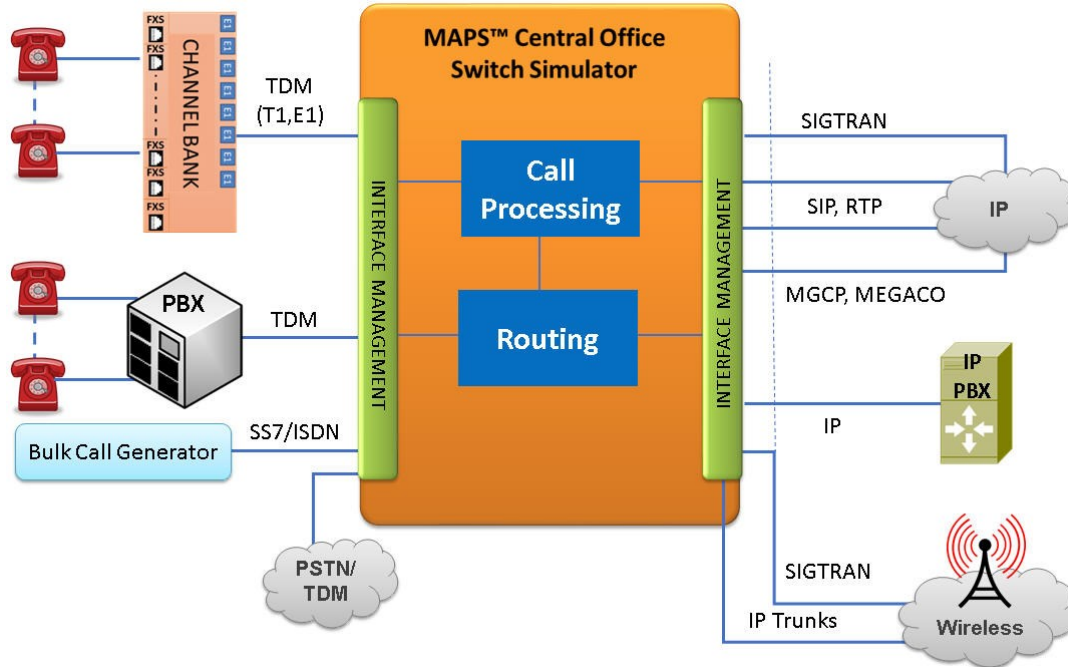 MAPS™ Central Office
Switch Simulator
FXS
FXS
FXS
FXS
FXS
CHANNEL BANK
E1
E1
E1
E1
E1
E1
E1
E1
TDM
(T1,E1)
INTERFACE MANAGEMENT
Call
Processing
Routing
INTERFACE MANAGEMENT
SIGTRAN
IP
SIP, RTP
MGCP, MEGACO
PBX
TDM
IP
PBX
IP
Bulk Call Generator
SS7/ISDN
PSTN/
TDM
SIGTRAN
IP Trunks
Wireless